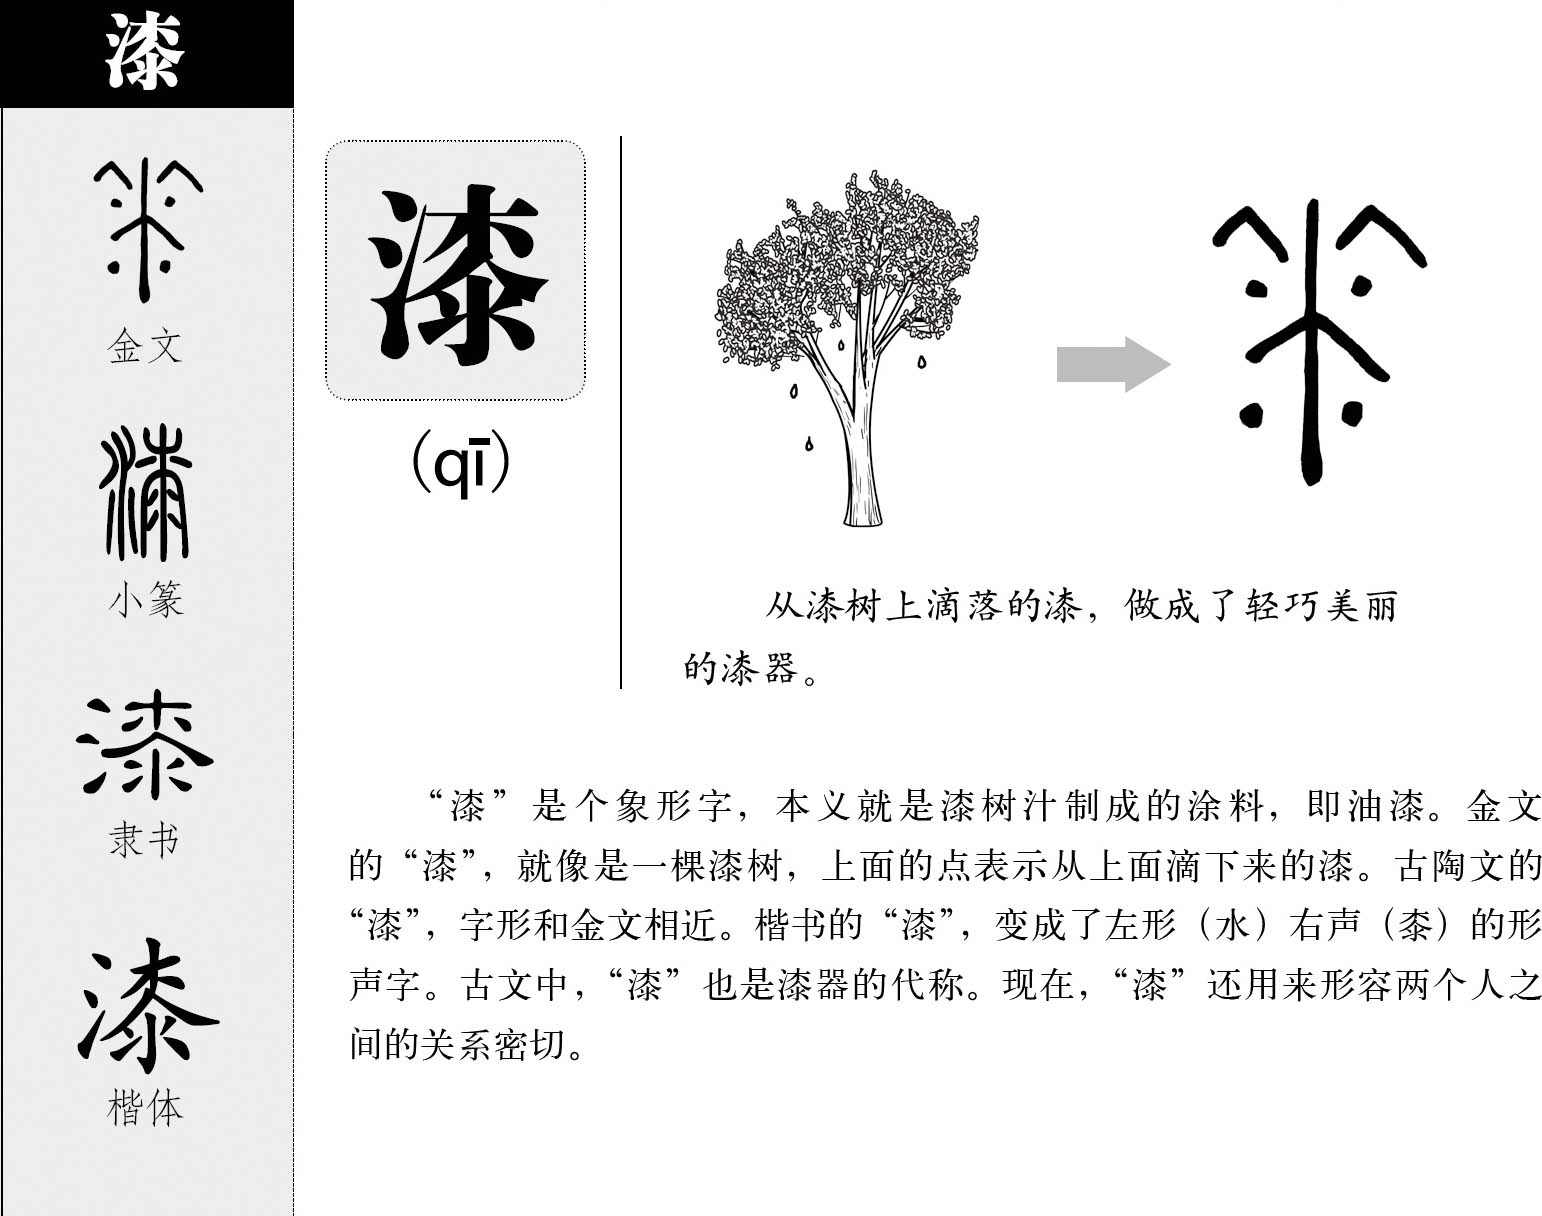 漆
金文
小篆
隶书
楷体
漆
（qī）
从漆树上滴落的漆，做成了轻巧美丽
的漆器。
“漆”是个象形字，本义就是漆树汁制成的涂料，即油漆。金文
的“漆”，就像是一棵漆树，上面的点表示从上面滴下来的漆。古陶文的
“漆”，字形和金文相近。楷书的“漆”，变成了左形（水）右声（桼）的形
声字。古文中，“漆”也是漆器的代称。现在，“漆”还用来形容两个人之
间的关系密切。